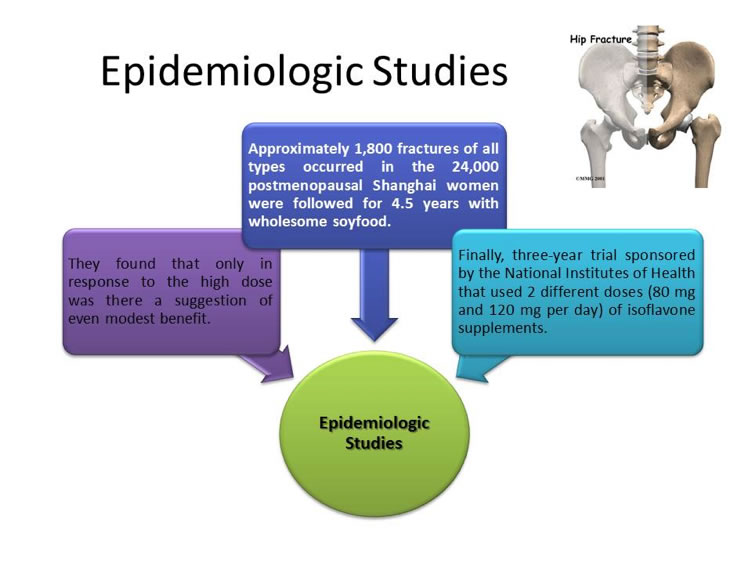 Epidemiologic Studies
Hip Fracture
©MMG 2001
Approximately 1,800 fractures of all
types occurred in the 24,000
postmenopausal Shanghai women
were followed for 4.5 years with
wholesome soyfood.
They found that only in
response to the high dose
was there a suggestion of
even modest benefit.
Finally, three-year trial sponsored
by the National Institutes of Health
that used 2 different doses (80 mg
and 120 mg per day) of isoflavone
supplements.
Epidemiologic
Studies